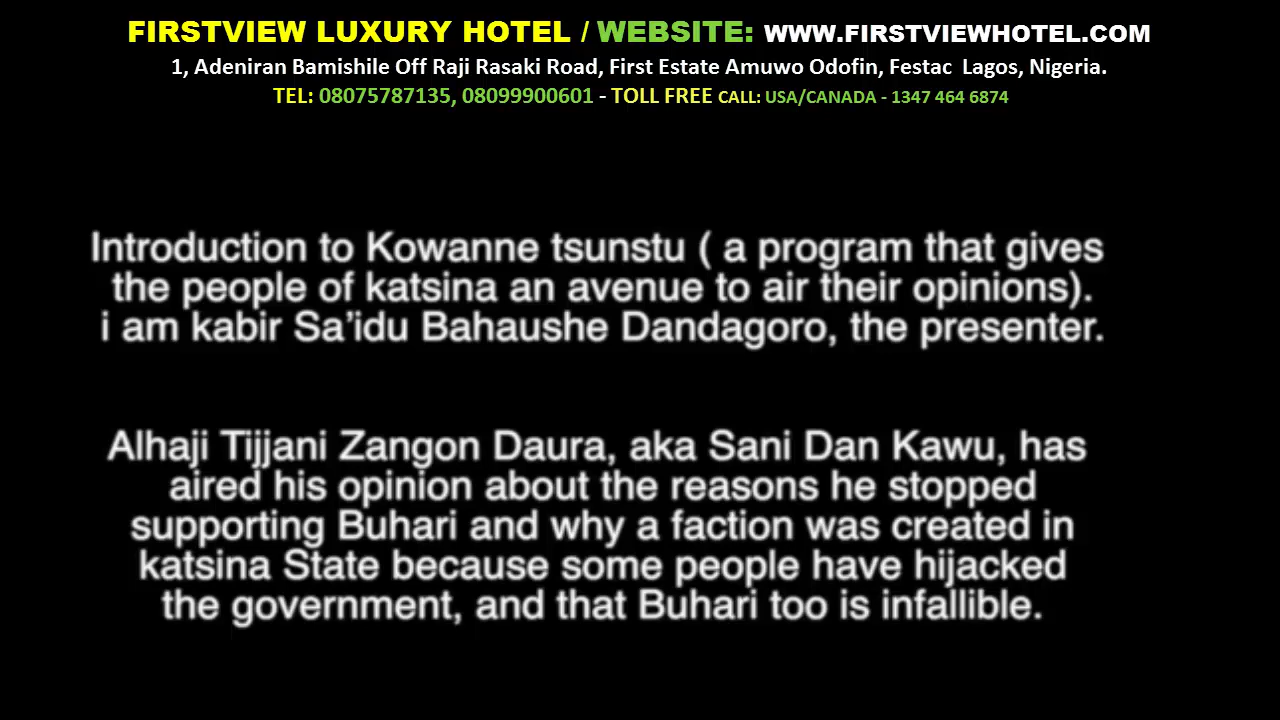 FIRSTVIEW LUXURY HOTEL / WEBSITE: WWW.FIRSTVIEWHOTEL.COM
1, Adeniran Bamishile Off Raji Rasaki Road, First Estate Amuwo Odofin, Festac Lagos, Nigeria.
TEL: 08075787135, 08099900601 - TOLL FREE CALL: USA/CANADA - 1347 464 6874
Introduction to Kowanne tsunstu ( a program that gives
the people of katsina an avenue to air their opinions).
i am kabir Sa’idu Bahaushe Dandagoro, the presenter.
Alhaji Tijjani Zangon Daura, aka Sani Dan Kawu, has
aired his opinion about the reasons he stopped
supporting Buhari and why a faction was created in
katsina State because some people have hijacked
the government, and that Buhari too is infallible.